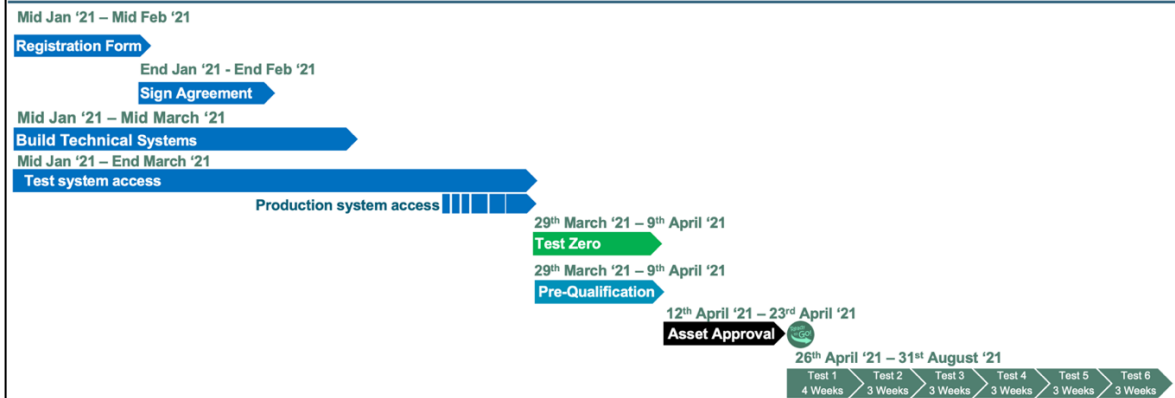 Mid Jan ‘21 – Mid Feb ‘21
Registration Form
End Jan ‘21 - End Feb ‘21
Sign Agreement
Mid Jan ‘21 – Mid March ‘21
Build Technical Systems
Mid Jan ‘21 – End March ‘21
Test system access
Production system access
29th March ‘21 – 9th April ‘21
Test Zero
29th March ‘21 – 9th April ‘21
Pre-Qualification
12th April ‘21 – 23rd April ‘21
Asset Approval
GO!
26th April ‘21 – 31st August ‘21
Test 1 Test 2 Test 3 Test 4 Test 5 Test 6
4 Weeks 3 Weeks 3 Weeks 3 Weeks 3 Weeks 3 Weeks